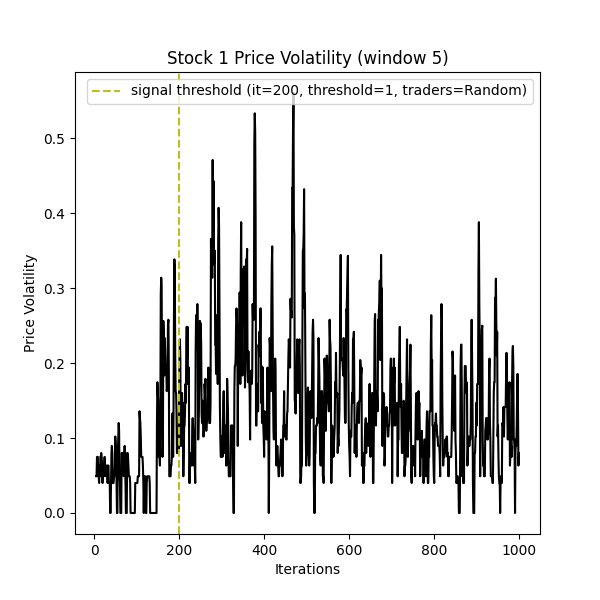 Stock 1 Price Volatility (window 5)
signal threshold (it=200, threshold=1, traders=Random)
Price Volatility
0.5
0.4
0.3
0.2
0.1
0.0
0 200 400 600 800 1000
Iterations